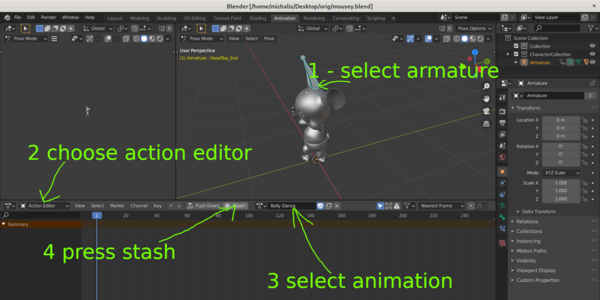 Blender [/home/michalis/Desktop/orig/mousey.blend]
File Edit Render Window Help Layout Modeling Sculpting UV Editing Texture Paint Shading Animation Rendering Compositing Scene View Layer
Pose Mode Pose Mode Pose Options
User Perspective
(1) Armature : HeadTop_End
1 - select armature
Scene Collection
Collection
CharacterCollection
Armature
2 choose action editor
Armature
Armature 2
Transform
Location X 0 m
Y 0 m
Z 0 m
Rotation X 0°
Y 0°
Z 0°
Mode XYZ Euler
Scale X 1.000
Y 1.000
Z 1.000
Delta Transform
Relations
Collections
Instancing
Motion Paths
Visibility
Viewport Display
Custom Properties
Action Editor View Select Marker Channel Key Push Down Stash Belly Dance Nearest Frame
1 20 40 60 80 100 120 140 160 180 200 220 240
Summary
4 press stash
3 select animation